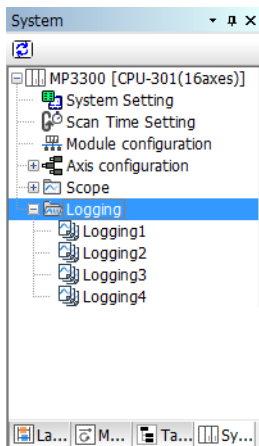 System
MP3300 [CPU-301(16axes)]
System Setting
Scan Time Setting
Module configuration
Axis configuration
Scope
Logging
Logging1
Logging2
Logging3
Logging4
La... M... Ta... Sy...